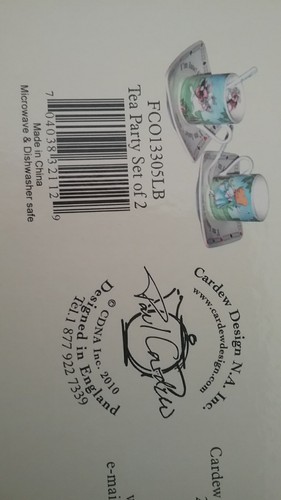 FCO13305LB
Tea Party Set of 2
7 04038 32112 9
Made in China
Microwave & Dishwasher safe
Cardew Design N.A. Inc.
www.cardewdesign.com
Paul Cardew
© CDNA Inc. 2010
Designed in England
Tel.1 877 922 7339
Cardew
e-mai